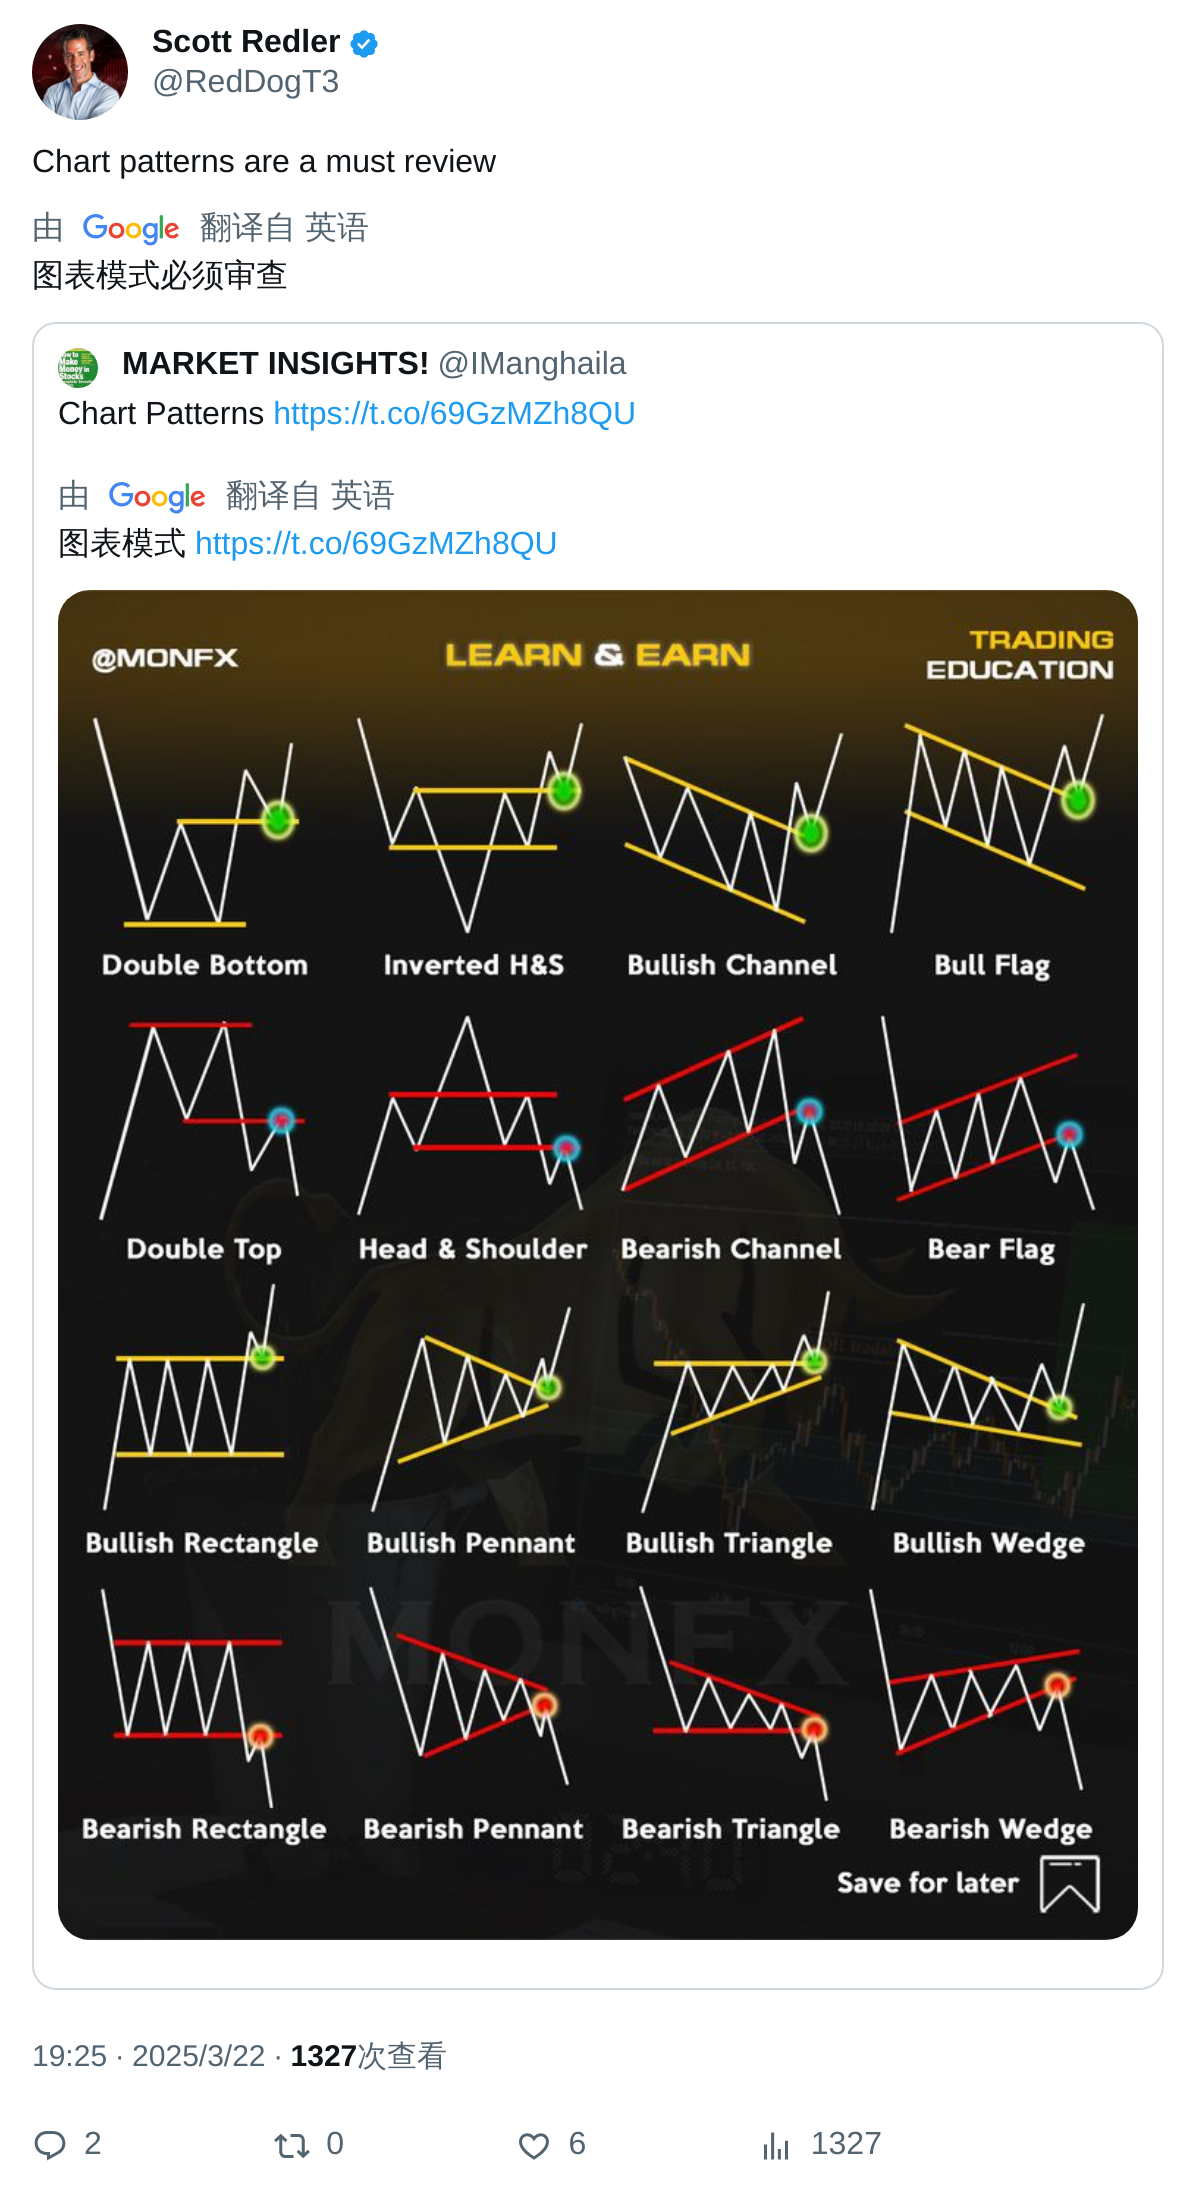 Scott Redler
@RedDogT3
Chart patterns are a must review
由 Google 翻译自 英语
图表模式必须审查
MARKET INSIGHTS! @IManghaila
Chart Patterns https://t.co/69GzMZh8QU
由 Google 翻译自 英语
图表模式 https://t.co/69GzMZh8QU
@MONFX
LEARN & EARN
TRADING
EDUCATION
Double Bottom
Inverted H&S
Bullish Channel
Bull Flag
Double Top
Head & Shoulder
Bearish Channel
Bear Flag
Bullish Rectangle
Bullish Pennant
Bullish Triangle
Bullish Wedge
MONFX
Bearish Rectangle
Bearish Pennant
Bearish Triangle
Bearish Wedge
Save for later
19:25 · 2025/3/22 · 1327次查看
2
0
6
1327